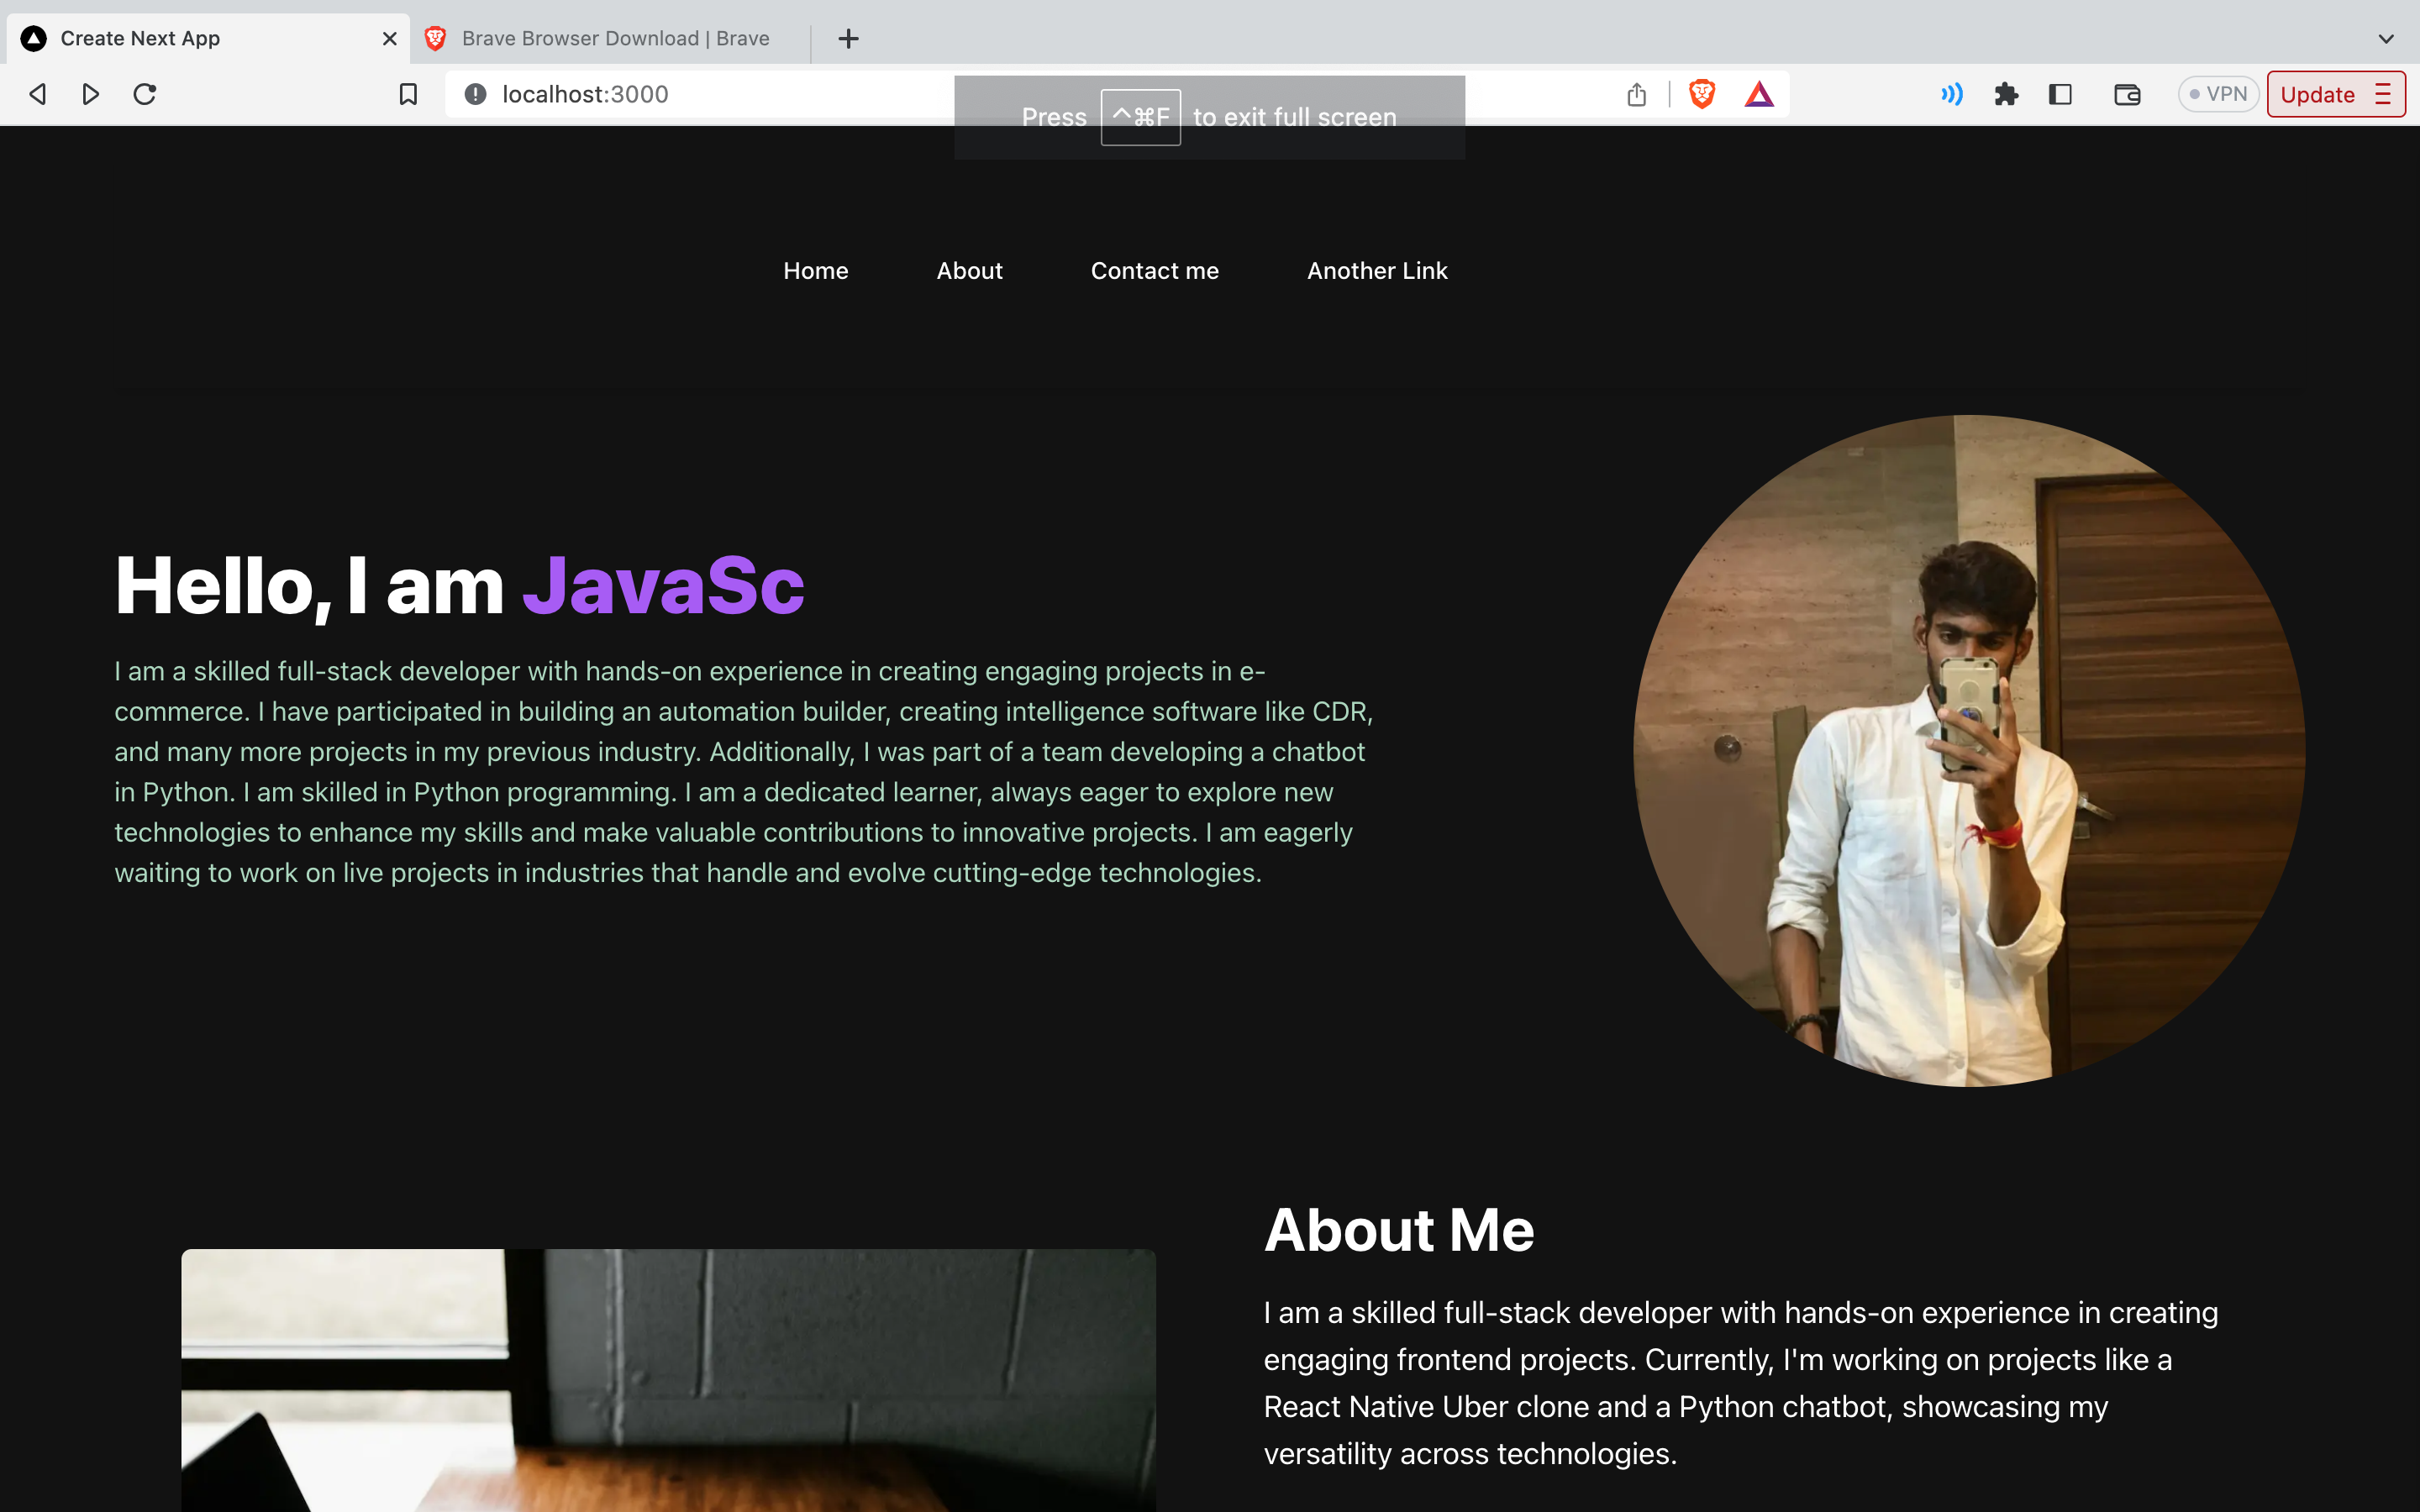 Create Next App
Brave Browser Download | Brave
localhost:3000
VPN
Update
Press ^⌘F to exit full screen
Home About Contact me Another Link
Hello, I am JavaSc
I am a skilled full-stack developer with hands-on experience in creating engaging projects in e-
commerce. I have participated in building an automation builder, creating intelligence software like CDR,
and many more projects in my previous industry. Additionally, I was part of a team developing a chatbot
in Python. I am skilled in Python programming. I am a dedicated learner, always eager to explore new
technologies to enhance my skills and make valuable contributions to innovative projects. I am eagerly
waiting to work on live projects in industries that handle and evolve cutting-edge technologies.
About Me
I am a skilled full-stack developer with hands-on experience in creating
engaging frontend projects. Currently, I'm working on projects like a
React Native Uber clone and a Python chatbot, showcasing my
versatility across technologies.